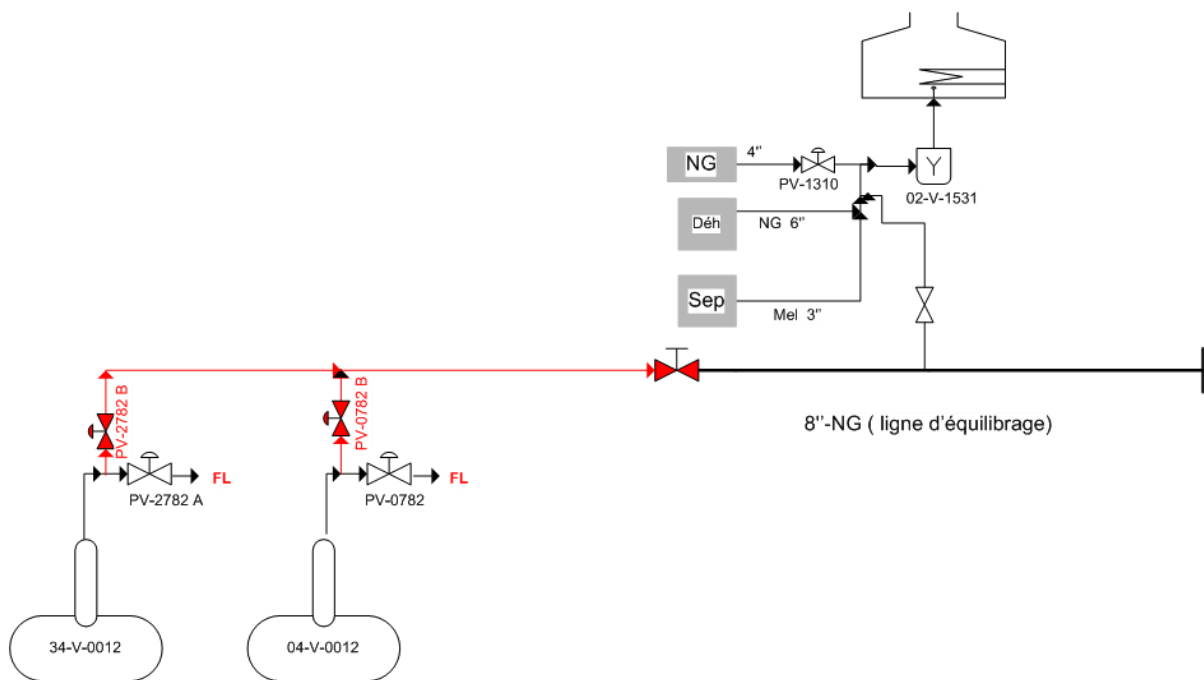 NG
4"
PV-1310
02-V-1531
Déh
NG 6"
Sep
Mel 3"
PV-2782 B
PV-0782 B
8"-NG ( ligne d'équilibrage)
FL
PV-2782 A
FL
PV-0782
34-V-0012
04-V-0012